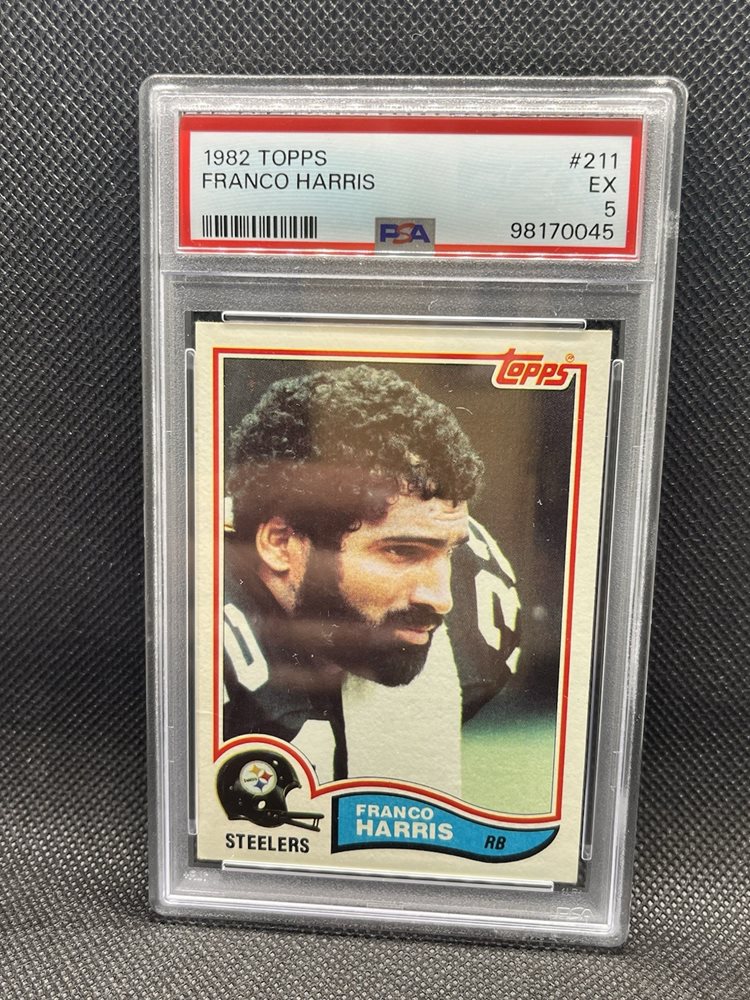 1982 TOPPS #211
FRANCO HARRIS EX
5
PSA 98170045
TOPPS®
FRANCO
HARRIS RB
STEELERS